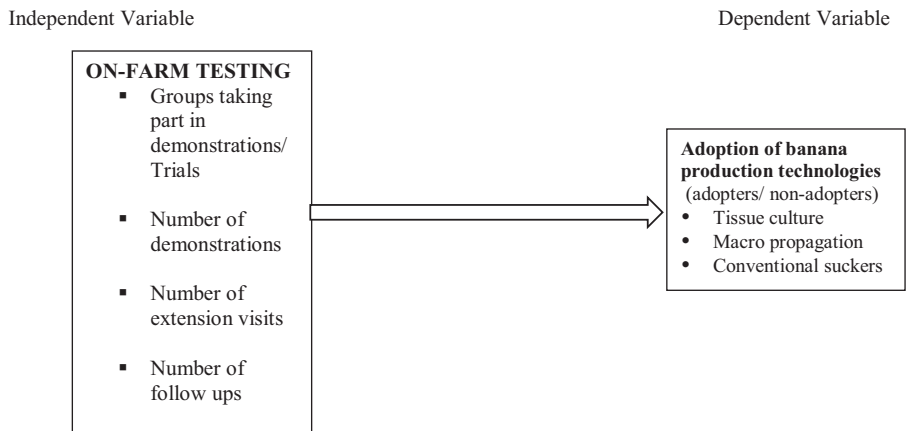 Independent Variable
Dependent Variable
ON-FARM TESTING
▪ Groups taking
part in
demonstrations/
Trials
▪ Number of
demonstrations
▪ Number of
extension visits
▪ Number of
follow ups
Adoption of banana
production technologies
(adopters/ non-adopters)
• Tissue culture
• Macro propagation
• Conventional suckers